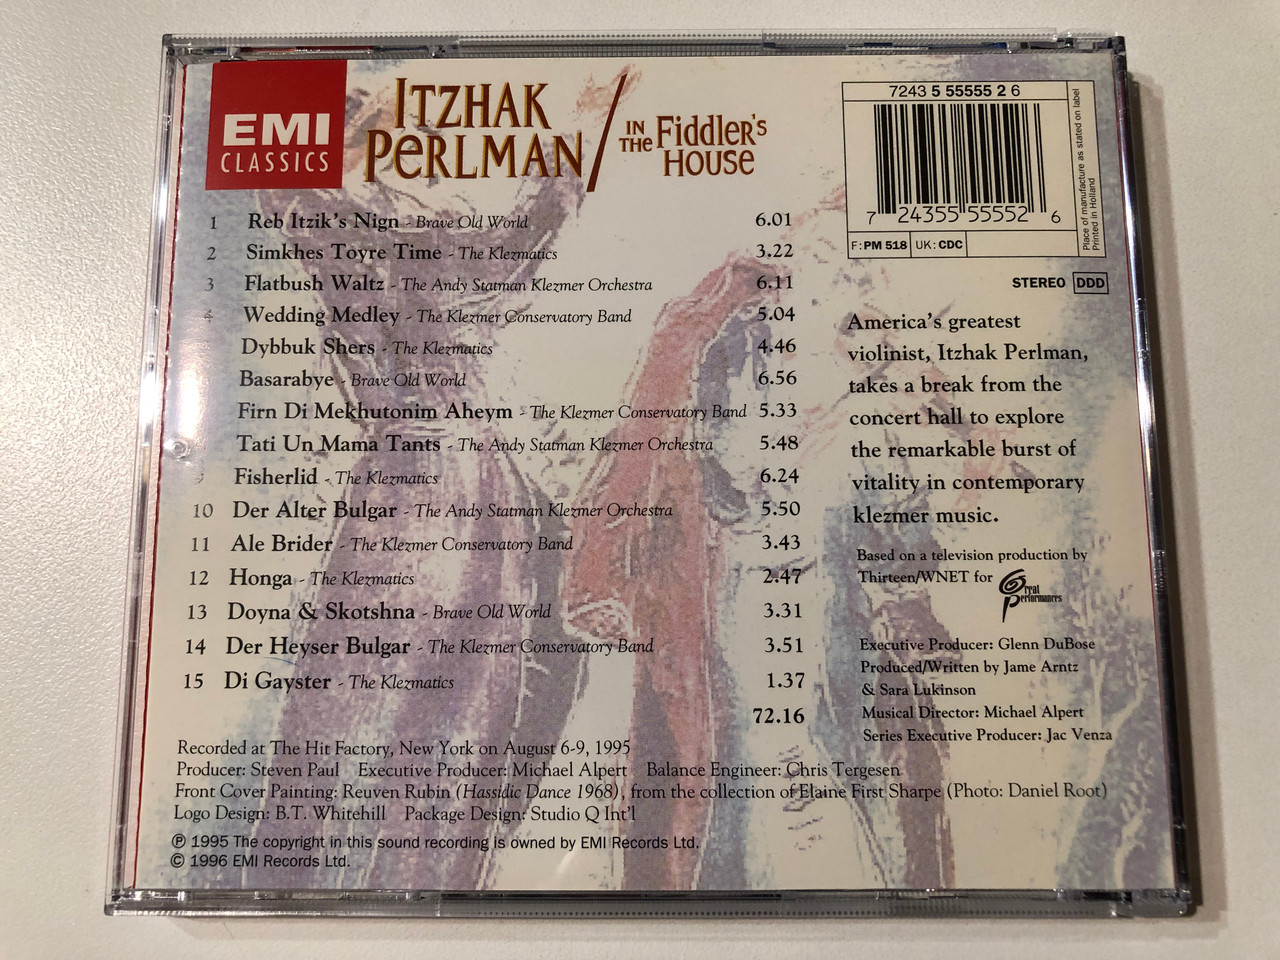 EMI
CLASSICS
ITZHAK
PERLMAN / IN THE FIDDLER'S HOUSE
7243 5 55555 2 6
7 24355 55552 6
F: PM 518 UK: CDC
Place of manufacture as stated on label
Printed in Holland
STEREO DDD
1 Reb Itzik's Nign - Brave Old World 6.01
2 Simkhes Toyre Time - The Klezmatics 3.22
3 Flatbush Waltz - The Andy Statman Klezmer Orchestra 6.11
4 Wedding Medley - The Klezmer Conservatory Band 5.04
Dybbuk Shers - The Klezmatics 4.46
Basarabye - Brave Old World 6.56
Firn Di Mekhutonim Aheym - The Klezmer Conservatory Band 5.33
Tati Un Mama Tants - The Andy Statman Klezmer Orchestra 5.48
Fisherlid - The Klezmatics 6.24
10 Der Alter Bulgar - The Andy Statman Klezmer Orchestra 5.50
11 Ale Brider - The Klezmer Conservatory Band 3.43
12 Honga - The Klezmatics 2.47
13 Doyna & Skotshna - Brave Old World 3.31
14 Der Heyser Bulgar - The Klezmer Conservatory Band 3.51
15 Di Gayster - The Klezmatics 1.37
72.16
America's greatest
violinist, Itzhak Perlman,
takes a break from the
concert hall to explore
the remarkable burst of
vitality in contemporary
klezmer music.
Based on a television production by
Thirteen/WNET for Great Performances
Executive Producer: Glenn DuBose
Produced/Written by Jame Arntz
& Sara Lukinson
Musical Director: Michael Alpert
Series Executive Producer: Jac Venza
Recorded at The Hit Factory, New York on August 6-9, 1995
Producer: Steven Paul Executive Producer: Michael Alpert Balance Engineer: Chris Tergesen
Front Cover Painting: Reuven Rubin (Hassidic Dance 1968), from the collection of Elaine First Sharpe (Photo: Daniel Root)
Logo Design: B.T. Whitehill Package Design: Studio Q Int'l
℗ 1995 The copyright in this sound recording is owned by EMI Records Ltd.
© 1996 EMI Records Ltd.